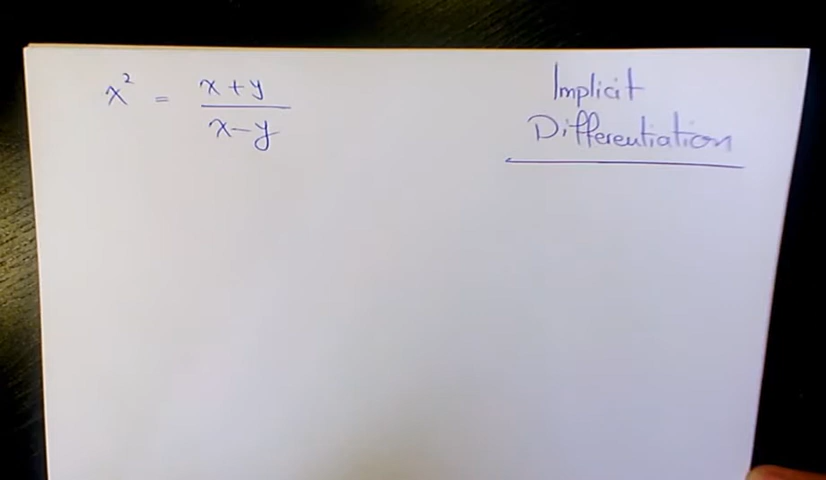 x² = (x + y)/(x − y)
Implicit
Differentiation